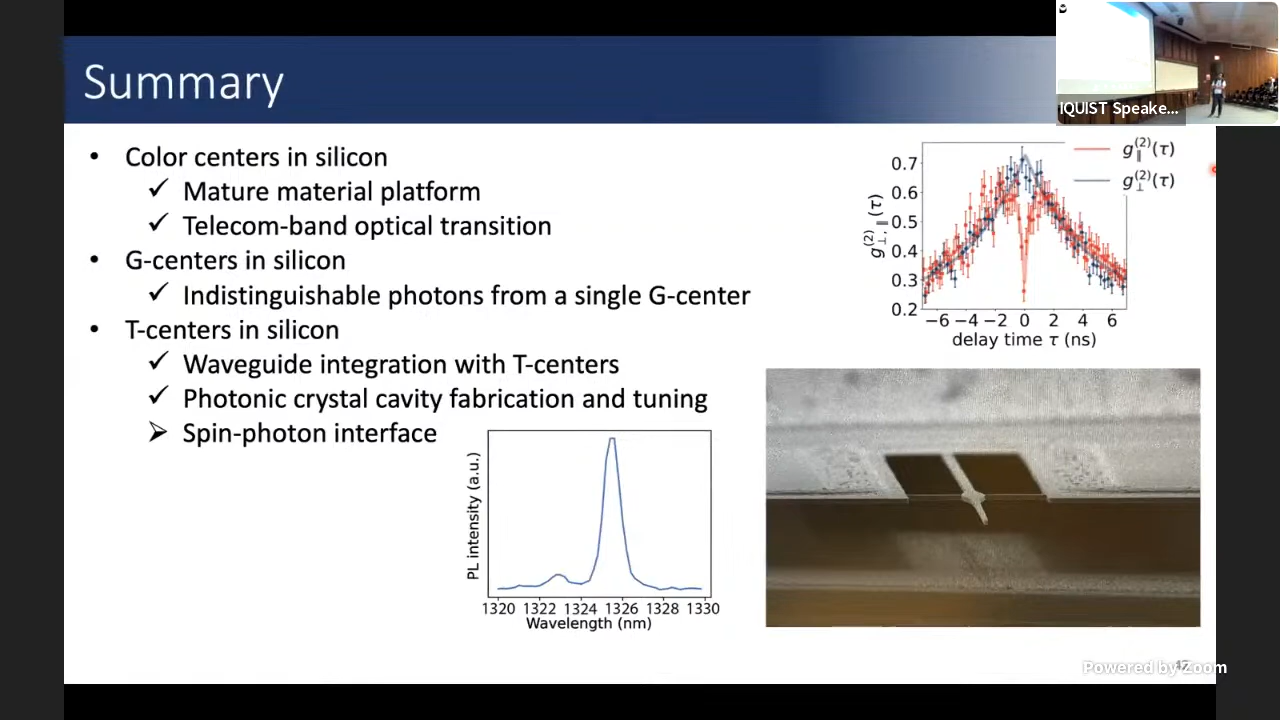 Summary
IQUIST Speake...
• Color centers in silicon
✓ Mature material platform
✓ Telecom-band optical transition
• G-centers in silicon
✓ Indistinguishable photons from a single G-center
• T-centers in silicon
✓ Waveguide integration with T-centers
✓ Photonic crystal cavity fabrication and tuning
➢ Spin-photon interface
g∥(2)(τ)
g⊥(2)(τ)
g⊥,∥(2)(τ)
0.7
0.6
0.5
0.4
0.3
0.2
−6 −4 −2 0 2 4 6
delay time τ (ns)
PL intensity (a.u.)
1320 1322 1324 1326 1328 1330
Wavelength (nm)
Powered by Zoom